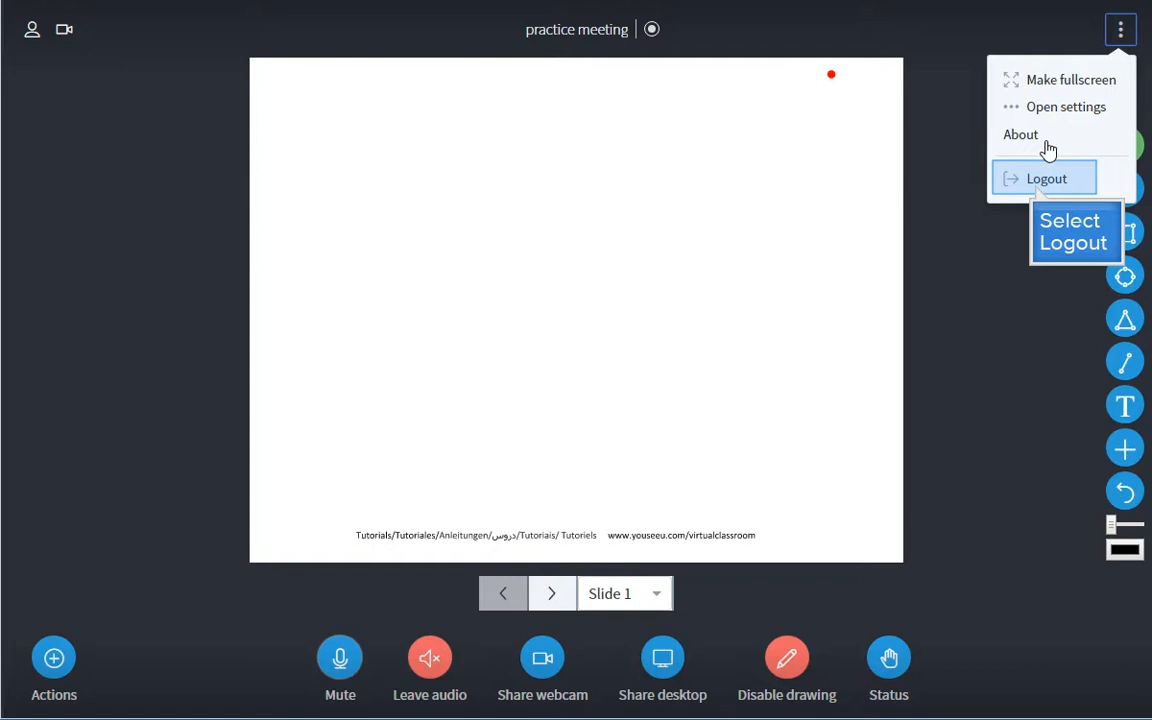 practice meeting
Make fullscreen
Open settings
About
Logout
Select
Logout
T
Tutorials/Tutoriales/Anleitungen/دروس/Tutoriais/ Tutoriels www.youseeu.com/virtualclassroom
Slide 1
Actions
Mute
Leave audio
Share webcam
Share desktop
Disable drawing
Status